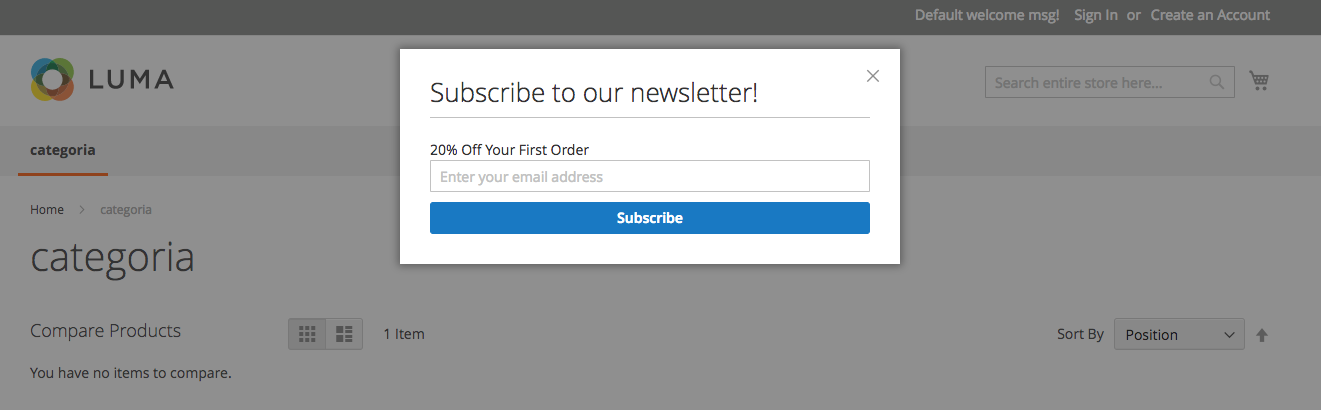 Default welcome msg! Sign In or Create an Account
LUMA
Search entire store here...
Subscribe to our newsletter!
20% Off Your First Order
Enter your email address
Subscribe
categoria
Home > categoria
categoria
Compare Products
You have no items to compare.
1 Item
Sort By Position